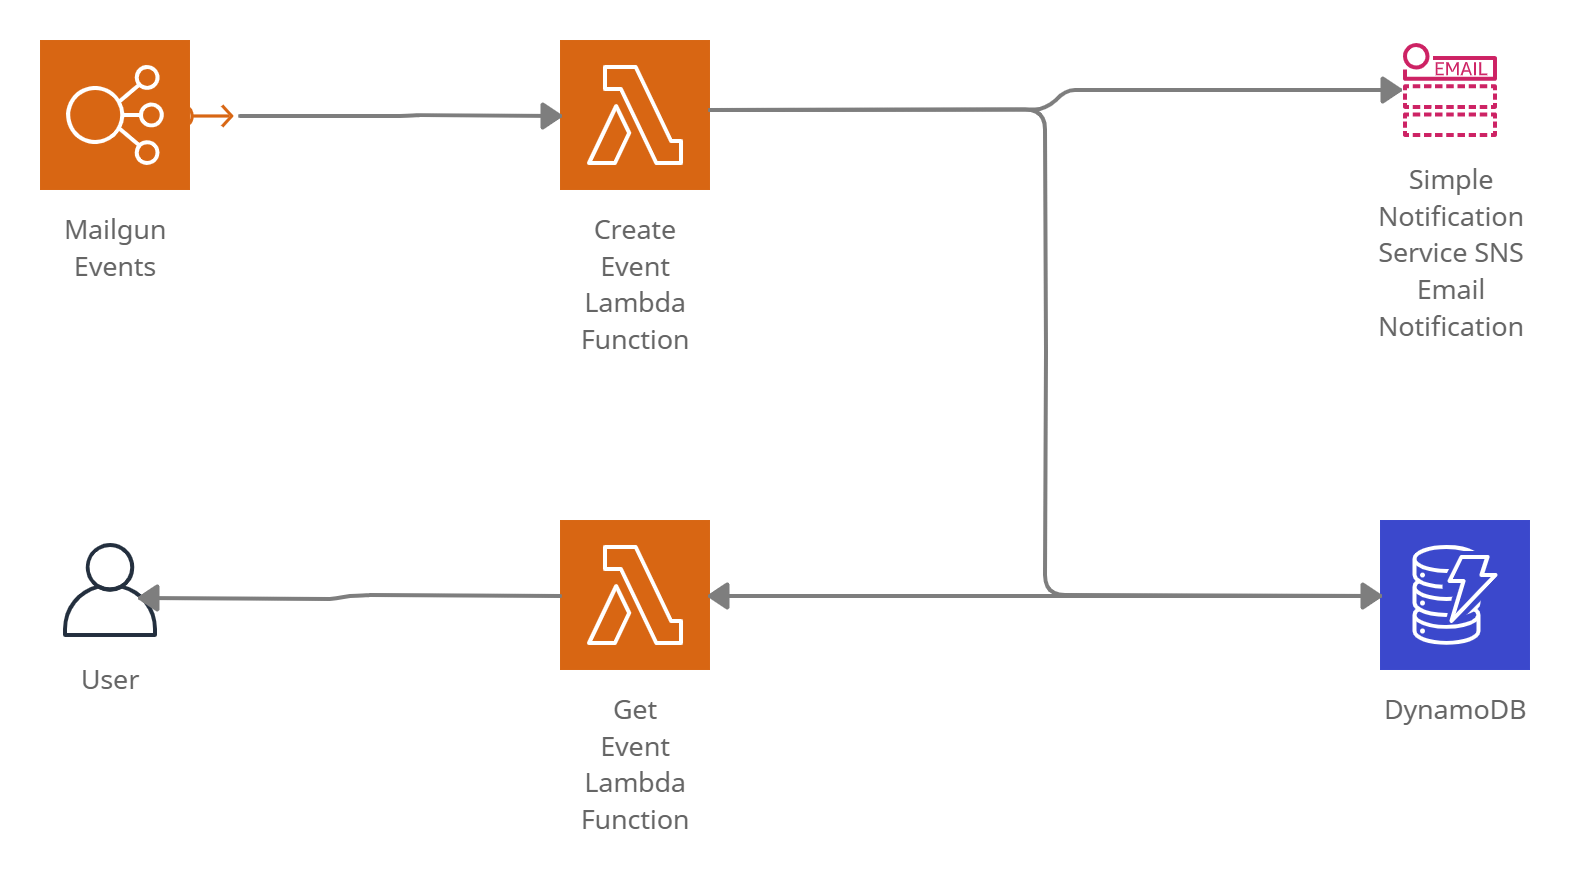 EMAIL
Mailgun
Events
Create
Event
Lambda
Function
Simple
Notification
Service SNS
Email
Notification
User
Get
Event
Lambda
Function
DynamoDB